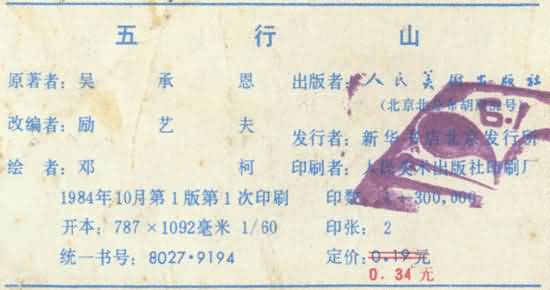 五行山
原著者：吴承恩
改编者：励艺夫
绘者：邓柯
1984年10月第1版第1次印刷
开本：787×1092毫米 1/60
统一书号：8027·9194
出版者：人民美术出版社
（北京北总布胡同32号）
发行者：新华书店北京发行所
印刷者：人民美术出版社印刷厂
印数：1—300,000
印张：2
定价：0.19元
0.34元